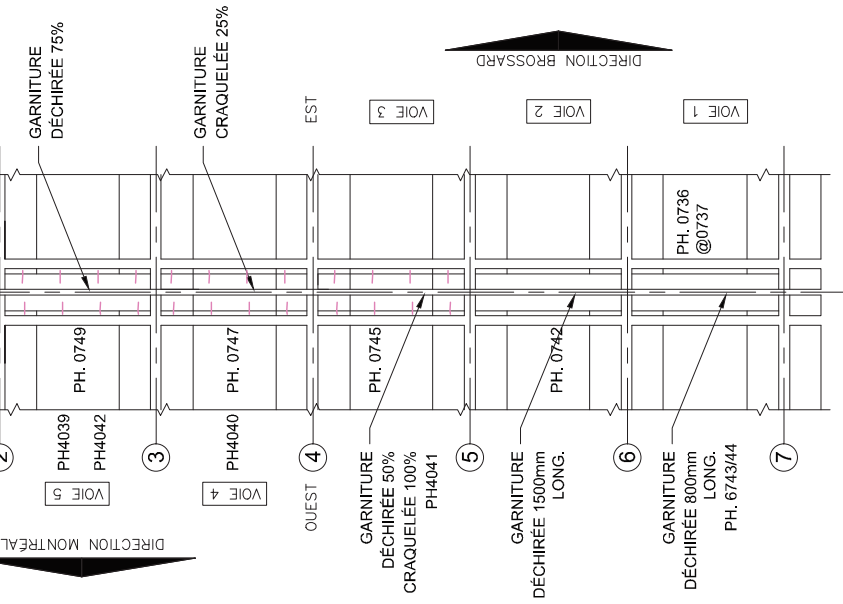 GARNITURE
DÉCHIRÉE 75%
GARNITURE
CRAQUELÉE 25%
EST
DIRECTION BROSSARD
VOIE 3
VOIE 2
VOIE 1
PH. 0736
@0737
PH. 0749
PH. 0747
PH. 0745
PH. 0742
2
3
4
5
6
7
PH4039
PH4042
PH4040
VOIE 5
VOIE 4
OUEST
GARNITURE
DÉCHIRÉE 50%
CRAQUELÉE 100%
PH4041
GARNITURE
DÉCHIRÉE 1500mm
LONG.
GARNITURE
DÉCHIRÉE 800mm
LONG.
PH. 6743/44
DIRECTION MONTRÉAL